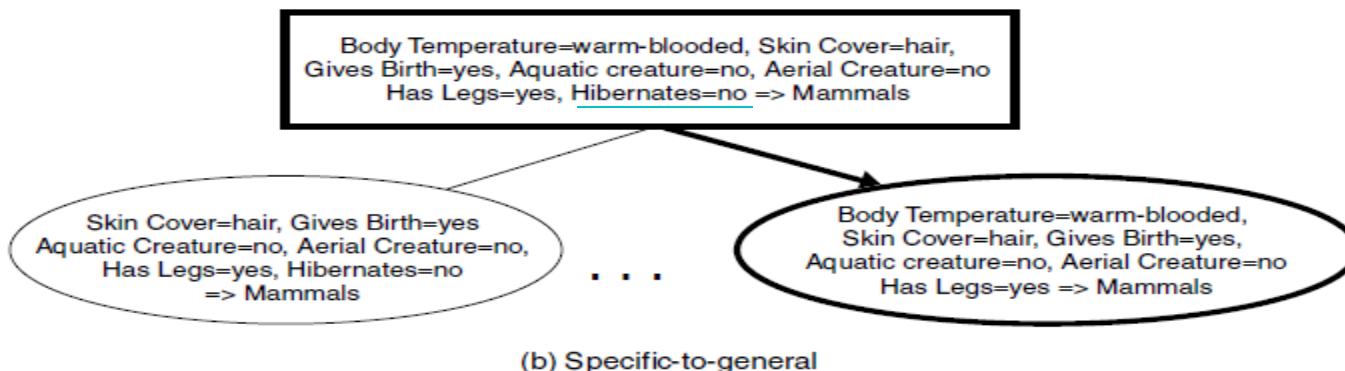 Body Temperature=warm-blooded, Skin Cover=hair,
Gives Birth=yes, Aquatic creature=no, Aerial Creature=no
Has Legs=yes, Hibernates=no => Mammals
Skin Cover=hair, Gives Birth=yes
Aquatic Creature=no, Aerial Creature=no,
Has Legs=yes, Hibernates=no
=> Mammals
. . .
Body Temperature=warm-blooded,
Skin Cover=hair, Gives Birth=yes,
Aquatic creature=no, Aerial Creature=no
Has Legs=yes => Mammals
(b) Specific-to-general